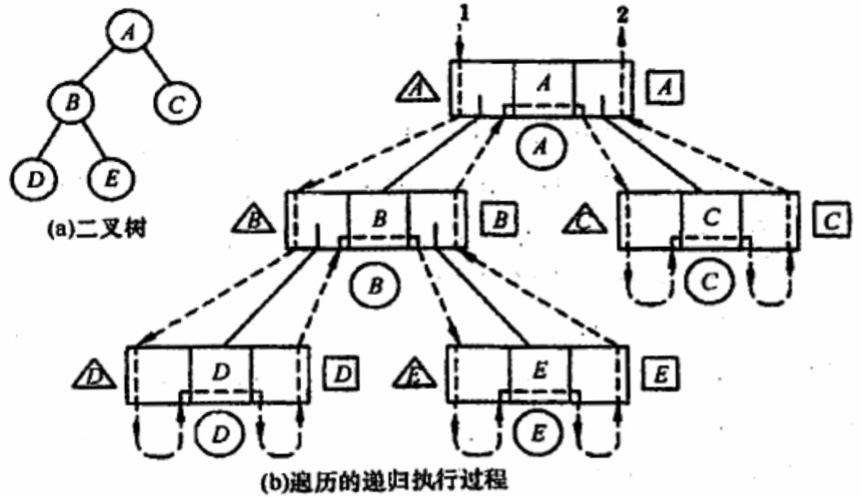 A
B C
D E
(a)二叉树
1 2
A A A
A
B B B C C C
B C
D D D E E E
D E
(b)遍历的递归执行过程